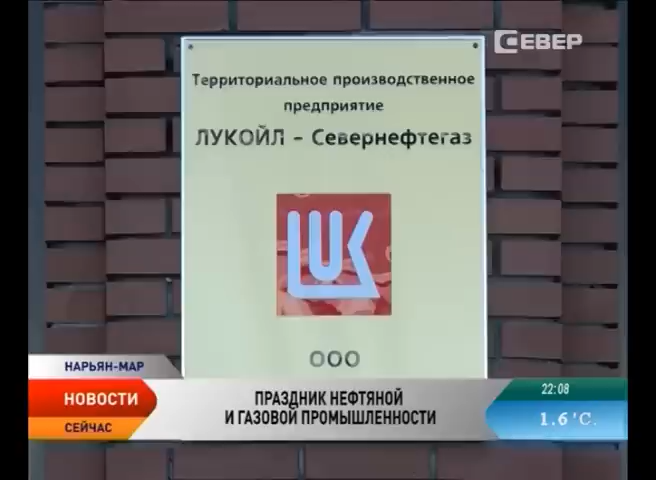 СЕВЕР
Территориальное производственное
предприятие
ЛУКОЙЛ - Севернефтегаз
LUK
ООО
НАРЬЯН-МАР
НОВОСТИ
СЕЙЧАС
ПРАЗДНИК НЕФТЯНОЙ
И ГАЗОВОЙ ПРОМЫШЛЕННОСТИ
22:08
1.6'C.